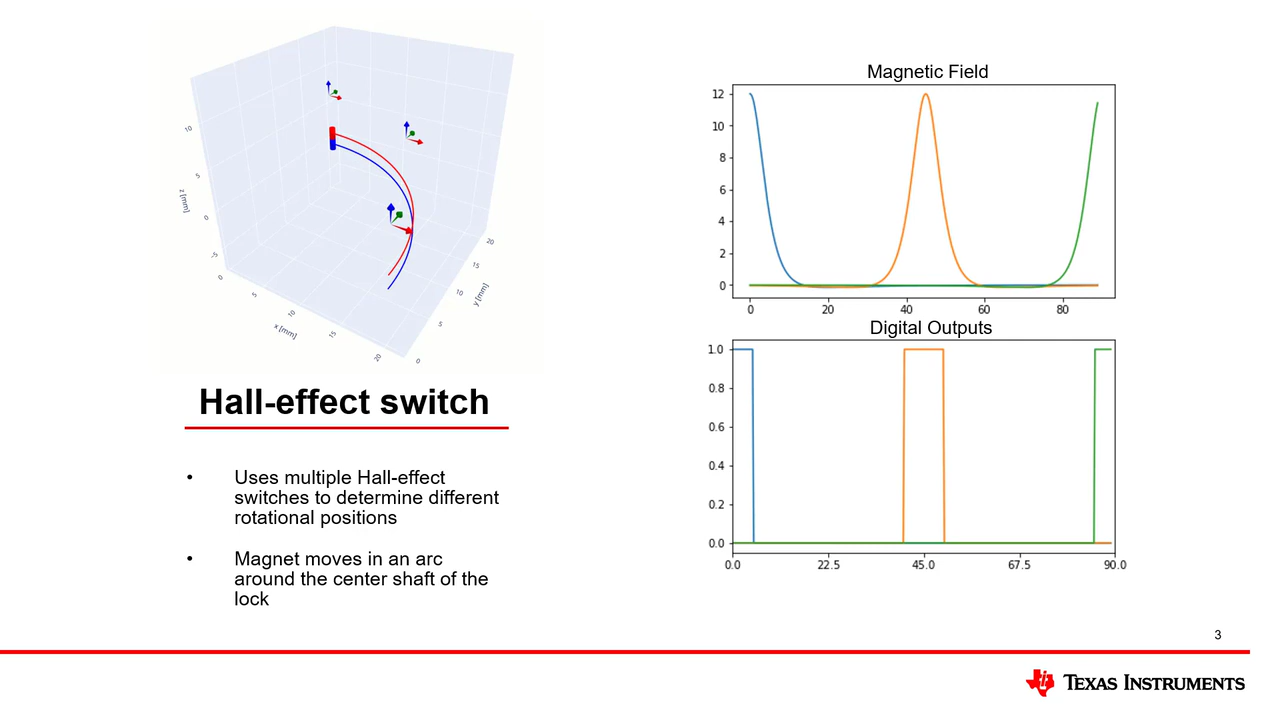 10
5
0
-5
z [mm]
0
5
10
15
20
x [mm]
0
5
10
15
20
y [mm]
Hall-effect switch
• Uses multiple Hall-effect
switches to determine different
rotational positions
• Magnet moves in an arc
around the center shaft of the
lock
Magnetic Field
12
10
8
6
4
2
0
0 20 40 60 80
Digital Outputs
1.0
0.8
0.6
0.4
0.2
0.0
0.0 22.5 45.0 67.5 90.0
3
TEXAS INSTRUMENTS